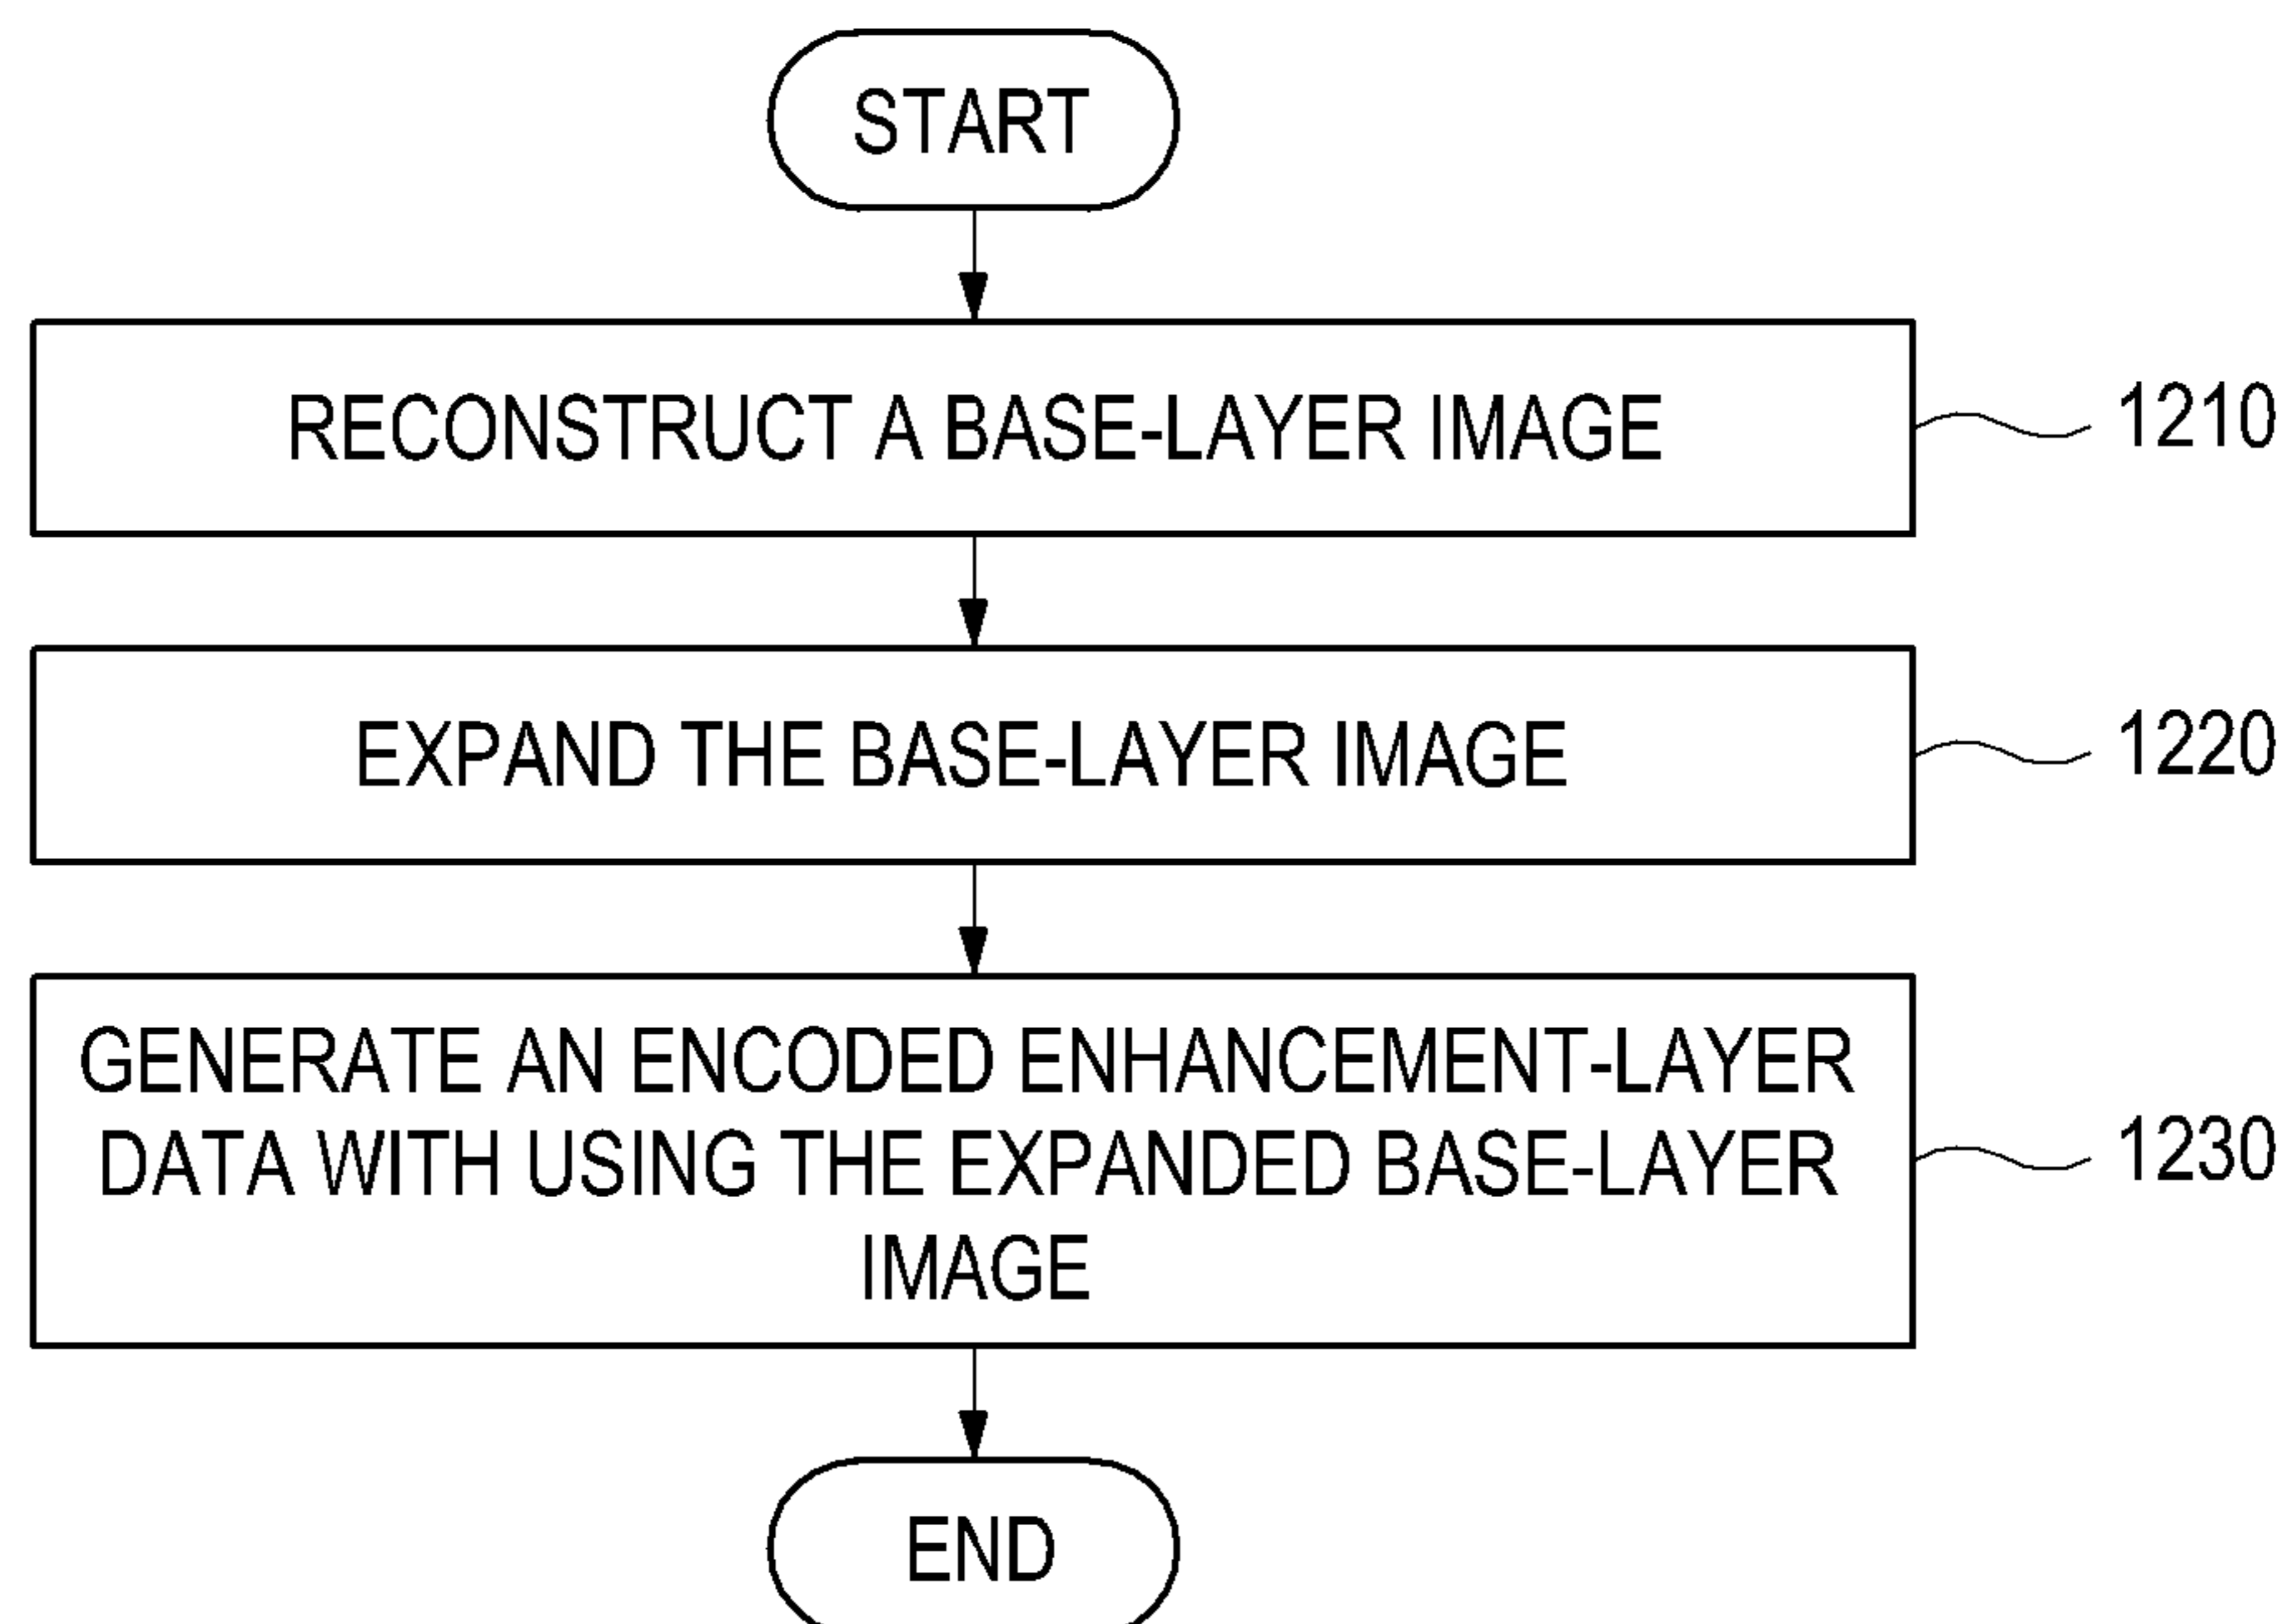 START
RECONSTRUCT A BASE-LAYER IMAGE
1210
EXPAND THE BASE-LAYER IMAGE
1220
GENERATE AN ENCODED ENHANCEMENT-LAYER
DATA WITH USING THE EXPANDED BASE-LAYER
IMAGE
1230
END